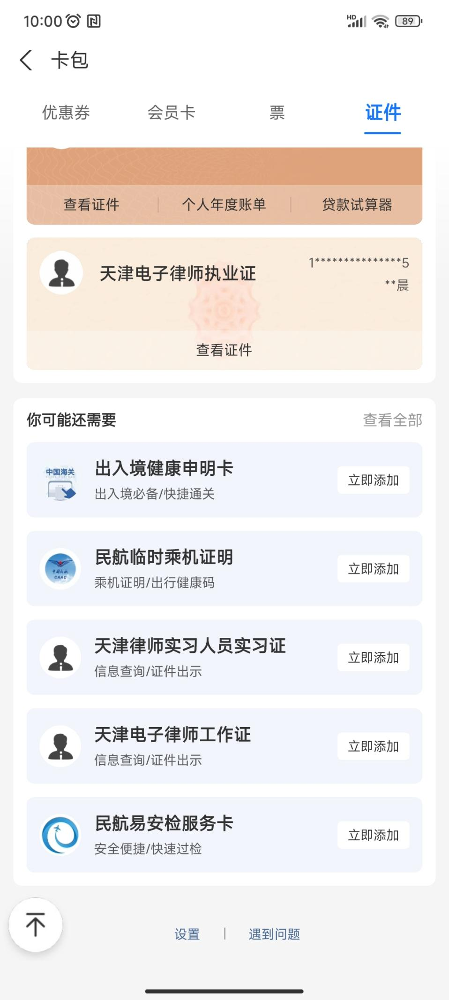 10:00
HD
89
卡包
优惠券
会员卡
票
证件
查看证件
个人年度账单
贷款试算器
天津电子律师执业证
1***************5
**晨
查看证件
你可能还需要
查看全部
中国海关
出入境健康申明卡
出入境必备/快捷通关
立即添加
中国民航
CAAC
民航临时乘机证明
乘机证明/出行健康码
立即添加
天津律师实习人员实习证
信息查询/证件出示
立即添加
天津电子律师工作证
信息查询/证件出示
立即添加
民航易安检服务卡
安全便捷/快速过检
立即添加
设置 | 遇到问题